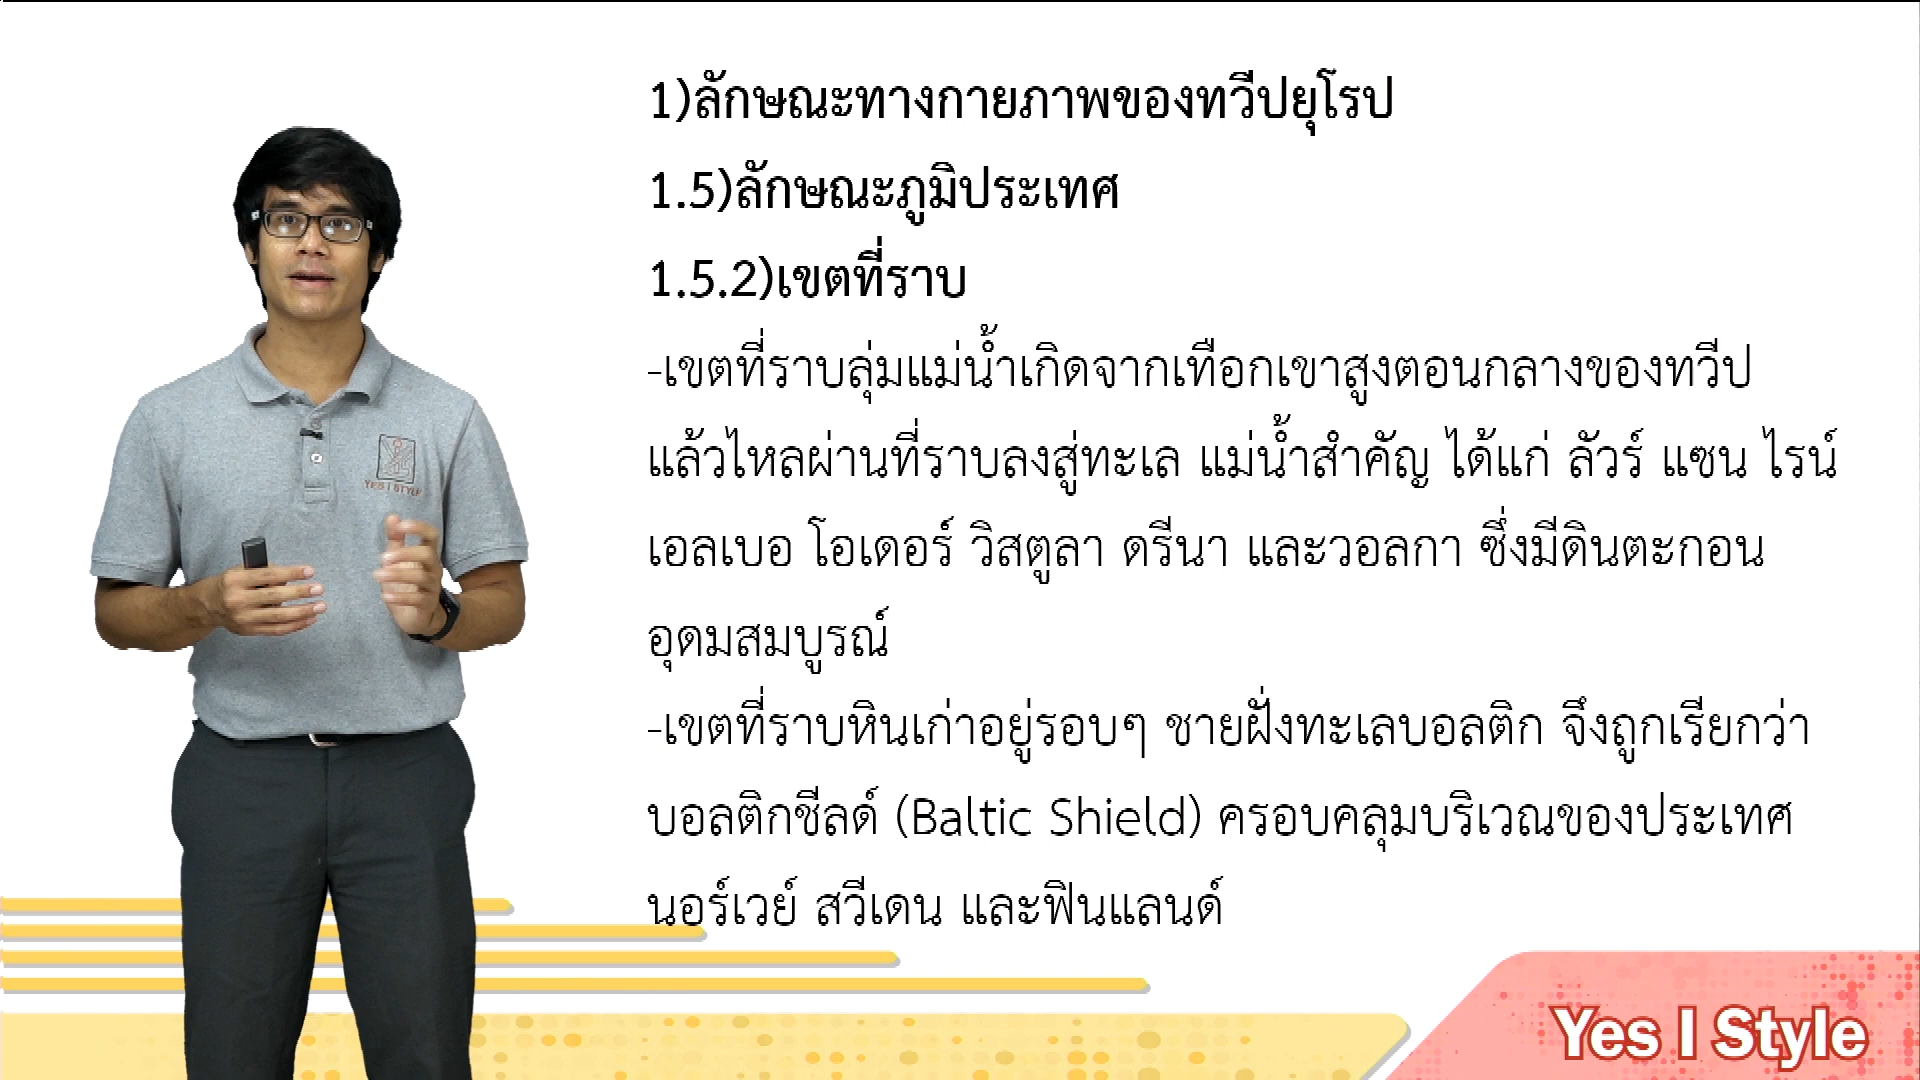 1)ลักษณะทางกายภาพของทวีปยุโรป
1.5)ลักษณะภูมิประเทศ
1.5.2)เขตที่ราบ
-เขตที่ราบลุ่มแม่น้ำเกิดจากเทือกเขาสูงตอนกลางของทวีป
แล้วไหลผ่านที่ราบลงสู่ทะเล แม่น้ำสำคัญ ได้แก่ ลัวร์ แซน ไรน์
เอลเบอ โอเดอร์ วิสตูลา ดรีนา และวอลกา ซึ่งมีดินตะกอน
อุดมสมบูรณ์
-เขตที่ราบหินเก่าอยู่รอบๆ ชายฝั่งทะเลบอลติก จึงถูกเรียกว่า
บอลติกชีลด์ (Baltic Shield) ครอบคลุมบริเวณของประเทศ
นอร์เวย์ สวีเดน และฟินแลนด์
YES I STYLE
Yes I Style